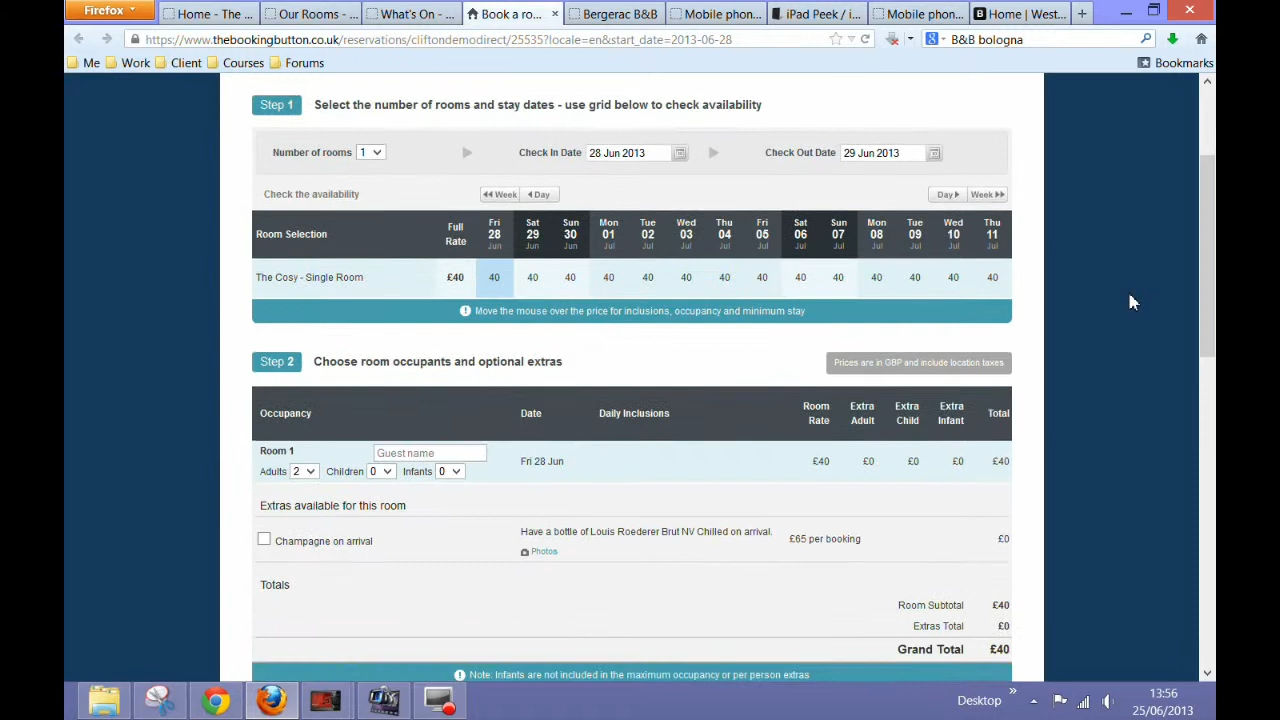 Firefox
Home - The ...
Our Rooms - ...
What's On - ...
Book a ro...
Bergerac B&B
Mobile phon...
iPad Peek / i...
Mobile phon...
Home | West...
https://www.thebookingbutton.co.uk/reservations/cliftondemodirect/25535?locale=en&start_date=2013-06-28
B&B bologna
Me Work Client Courses Forums Bookmarks
Step 1 Select the number of rooms and stay dates - use grid below to check availability
Number of rooms 1 Check In Date 28 Jun 2013 Check Out Date 29 Jun 2013
Check the availability Week Day Day Week
Room Selection Full Rate
Fri 28 Jun
Sat 29 Jun
Sun 30 Jun
Mon 01 Jul
Tue 02 Jul
Wed 03 Jul
Thu 04 Jul
Fri 05 Jul
Sat 06 Jul
Sun 07 Jul
Mon 08 Jul
Tue 09 Jul
Wed 10 Jul
Thu 11 Jul
The Cosy - Single Room £40 40 40 40 40 40 40 40 40 40 40 40 40 40 40
! Move the mouse over the price for inclusions, occupancy and minimum stay
Step 2 Choose room occupants and optional extras Prices are in GBP and include location taxes
Occupancy Date Daily Inclusions Room Rate Extra Adult Extra Child Extra Infant Total
Room 1 Guest name
Adults 2 Children 0 Infants 0 Fri 28 Jun £40 £0 £0 £0 £40
Extras available for this room
Champagne on arrival Have a bottle of Louis Roederer Brut NV Chilled on arrival. £65 per booking £0
Photos
Totals
Room Subtotal £40
Extras Total £0
Grand Total £40
! Note: Infants are not included in the maximum occupancy or per person extras
Desktop » 13:56
25/06/2013